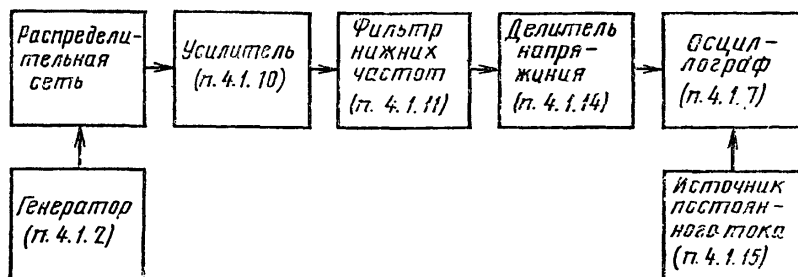 Распредели-
тельная
сеть
Усилитель
(п. 4.1.10)
Фильтр
нижних
частот
(п. 4.1.11)
Делитель
напря-
жиния
(п. 4.1.14)
Осцил-
лограф
(п. 4.1.7)
Генератор
(п. 4.1.2)
Источник
постоян-
ного тока
(п. 4.1.15)